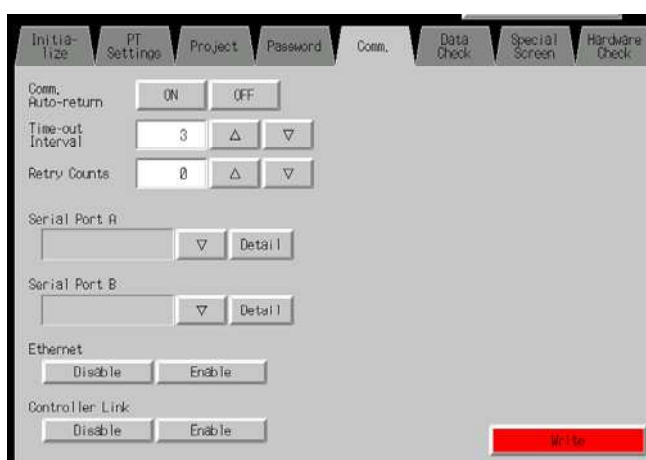 Initia-
lize
PT
Settings
Project
Password
Comm.
Data
Check
Special
Screen
Hardware
Check
Comm.
Auto-return
ON
OFF
Time-out
Interval
3
△
▽
Retry Counts
0
△
▽
Serial Port A
▽
Detail
Serial Port B
▽
Detail
Ethernet
Disable
Enable
Controller Link
Disable
Enable
Write